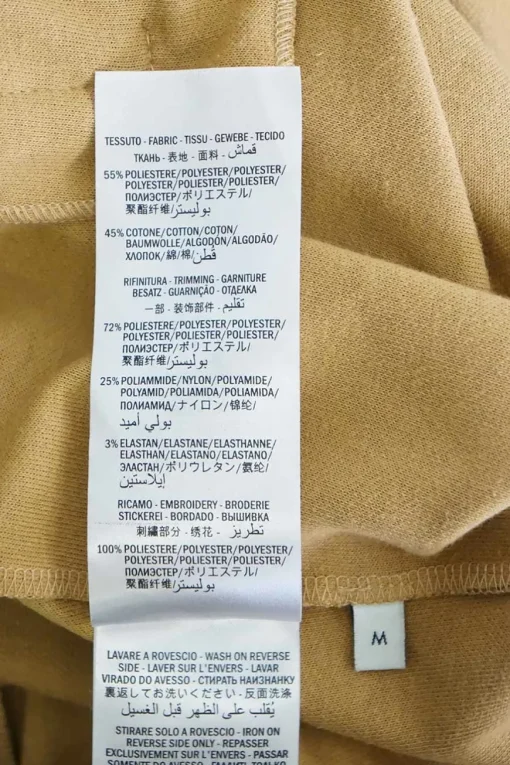 TESSUTO - FABRIC - TISSU - GEWEBE - TECIDO
ТКАНЬ - 表地 - 面料 - قماش
55% POLIESTERE/POLYESTER/POLYESTER/
POLYESTER/POLIESTER/POLIESTER/
ПОЛИЭСТЕР/ポリエステル/
聚酯纤维/بوليستر
45% COTONE/COTTON/COTON/
BAUMWOLLE/ALGODÓN/ALGODÃO/
ХЛОПОК/綿/棉/قطن
RIFINITURA - TRIMMING - GARNITURE
BESATZ - GUARNIÇÃO - ОТДЕЛКА
一部 - 装饰部件 - تقليم
72% POLIESTERE/POLYESTER/POLYESTER/
POLYESTER/POLIESTER/POLIESTER/
ПОЛИЭСТЕР/ポリエステル/
聚酯纤维/بوليستر
25% POLIAMMIDE/NYLON/POLYAMIDE/
POLYAMID/POLIAMIDA/POLIAMIDA/
ПОЛИАМИД/ナイロン/锦纶/
بولي أميد
3% ELASTAN/ELASTANE/ELASTHANNE/
ELASTHAN/ELASTANO/ELASTANO/
ЭЛАСТАН/ポリウレタン/氨纶/
إيلاستين
RICAMO - EMBROIDERY - BRODERIE
STICKEREI - BORDADO - ВЫШИВКА
刺繍部分 - 绣花 - تطريز
100% POLIESTERE/POLYESTER/POLYESTER/
POLYESTER/POLIESTER/POLIESTER/
ПОЛИЭСТЕР/ポリエステル/
聚酯纤维/بوليستر
M
LAVARE A ROVESCIO - WASH ON REVERSE
SIDE - LAVER SUR L'ENVERS - LAVAR
VIRADO DO AVESSO - СТИРАТЬ НАИЗНАНКУ
裏返してお洗いください - 反面洗涤
يُقلب على الظهر قبل الغسيل
STIRARE SOLO A ROVESCIO - IRON ON
REVERSE SIDE ONLY - REPASSER
EXCLUSIVEMENT SUR L'ENVERS - PASSAR
SOMENTE DO AVESSO